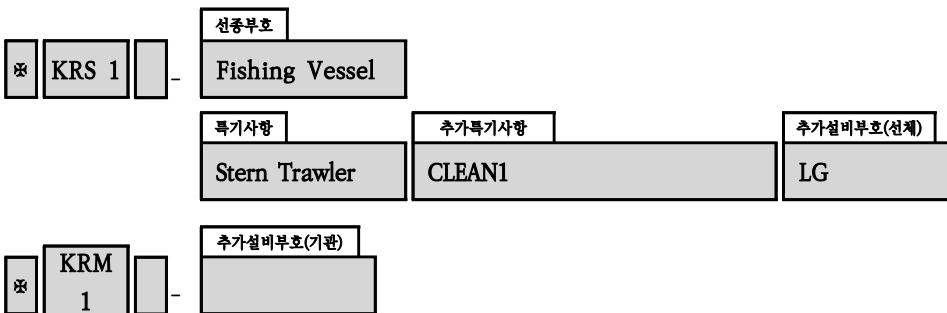 선종부호
✠ KRS 1 - Fishing Vessel
특기사항 추가특기사항 추가설비부호(선체)
Stern Trawler CLEAN1 LG
추가설비부호(기관)
✠ KRM 1 -